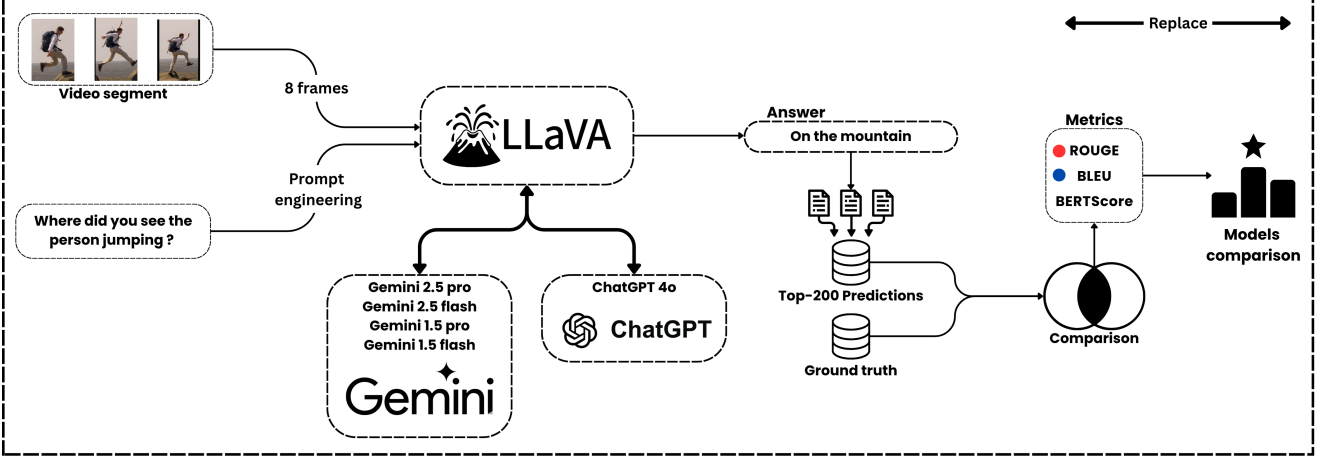 Replace
Video segment
8 frames
LLaVA
Answer
On the mountain
Prompt
engineering
Where did you see the
person jumping ?
Metrics
ROUGE
BLEU
BERTScore
Models
comparison
Gemini 2.5 pro
Gemini 2.5 flash
Gemini 1.5 pro
Gemini 1.5 flash
Gemini
ChatGPT 4o
ChatGPT
Top-200 Predictions
Ground truth
Comparison